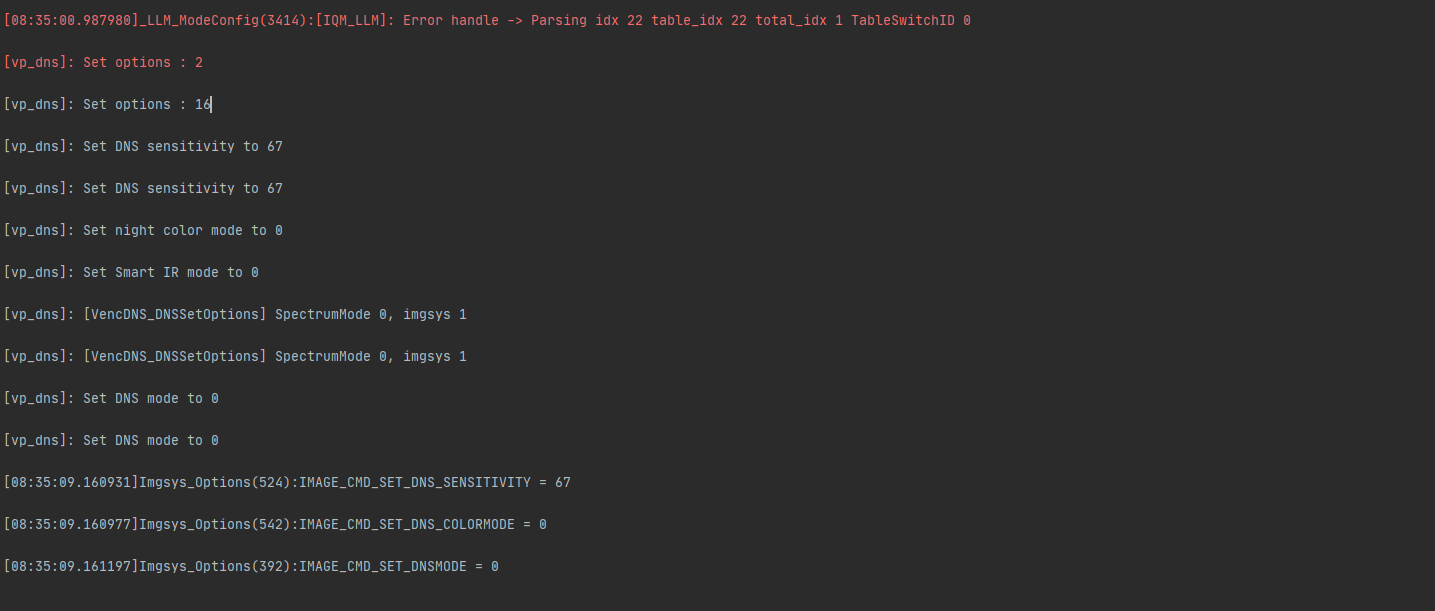 [08:35:00.987980]_LLM_ModeConfig(3414):[IQM_LLM]: Error handle -> Parsing idx 22 table_idx 22 total_idx 1 TableSwitchID 0
[vp_dns]: Set options : 2
[vp_dns]: Set options : 16
[vp_dns]: Set DNS sensitivity to 67
[vp_dns]: Set DNS sensitivity to 67
[vp_dns]: Set night color mode to 0
[vp_dns]: Set Smart IR mode to 0
[vp_dns]: [VencDNS_DNSSetOptions] SpectrumMode 0, imgsys 1
[vp_dns]: [VencDNS_DNSSetOptions] SpectrumMode 0, imgsys 1
[vp_dns]: Set DNS mode to 0
[vp_dns]: Set DNS mode to 0
[08:35:09.160931]Imgsys_Options(524):IMAGE_CMD_SET_DNS_SENSITIVITY = 67
[08:35:09.160977]Imgsys_Options(542):IMAGE_CMD_SET_DNS_COLORMODE = 0
[08:35:09.161197]Imgsys_Options(392):IMAGE_CMD_SET_DNSMODE = 0